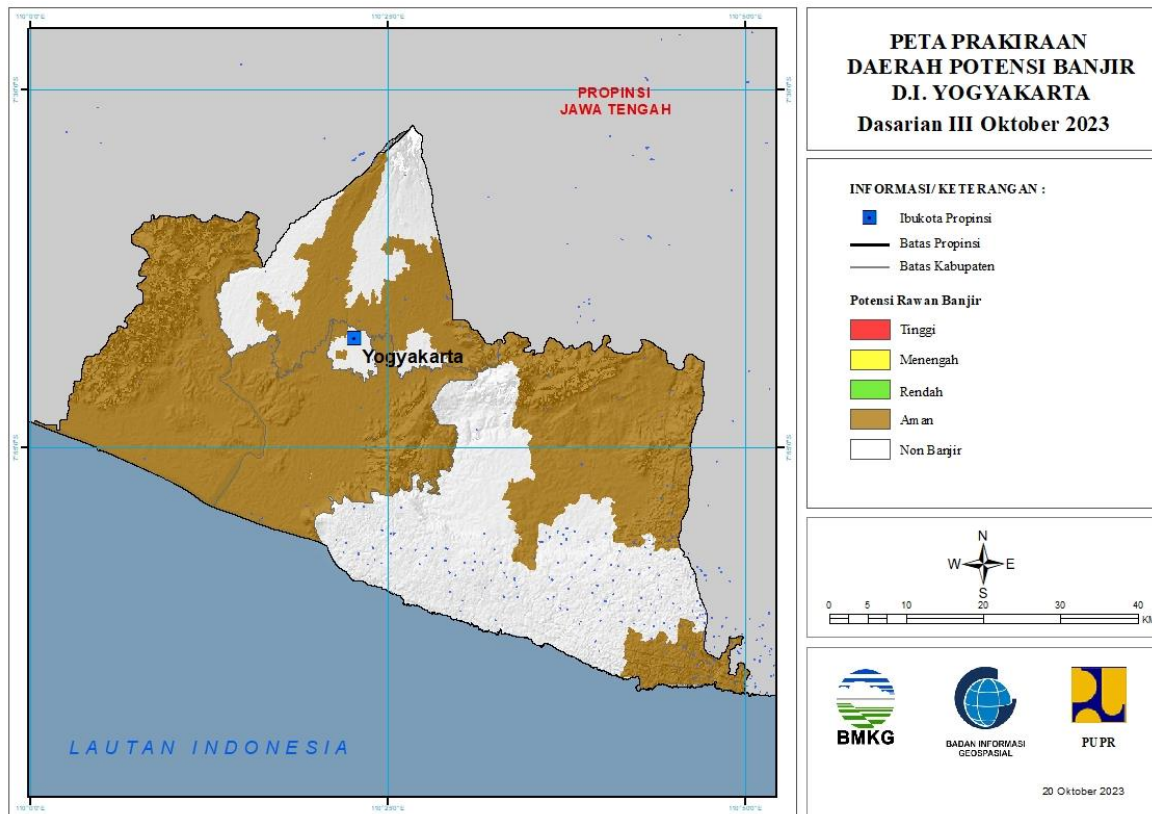 PETA PRAKIRAAN
DAERAH POTENSI BANJIR
D.I. YOGYAKARTA
Dasarian III Oktober 2023
PROPINSI
JAWA TENGAH
Yogyakarta
LAUTAN INDONESIA
INFORMASI/ KETERANGAN :
Ibukota Propinsi
Batas Propinsi
Batas Kabupaten
Potensi Rawan Banjir
Tinggi
Menengah
Rendah
Aman
Non Banjir
N
W E
S
0 5 10 20 30 40
KM
BMKG
BADAN INFORMASI
GEOSPASIAL
PUPR
20 Oktober 2023